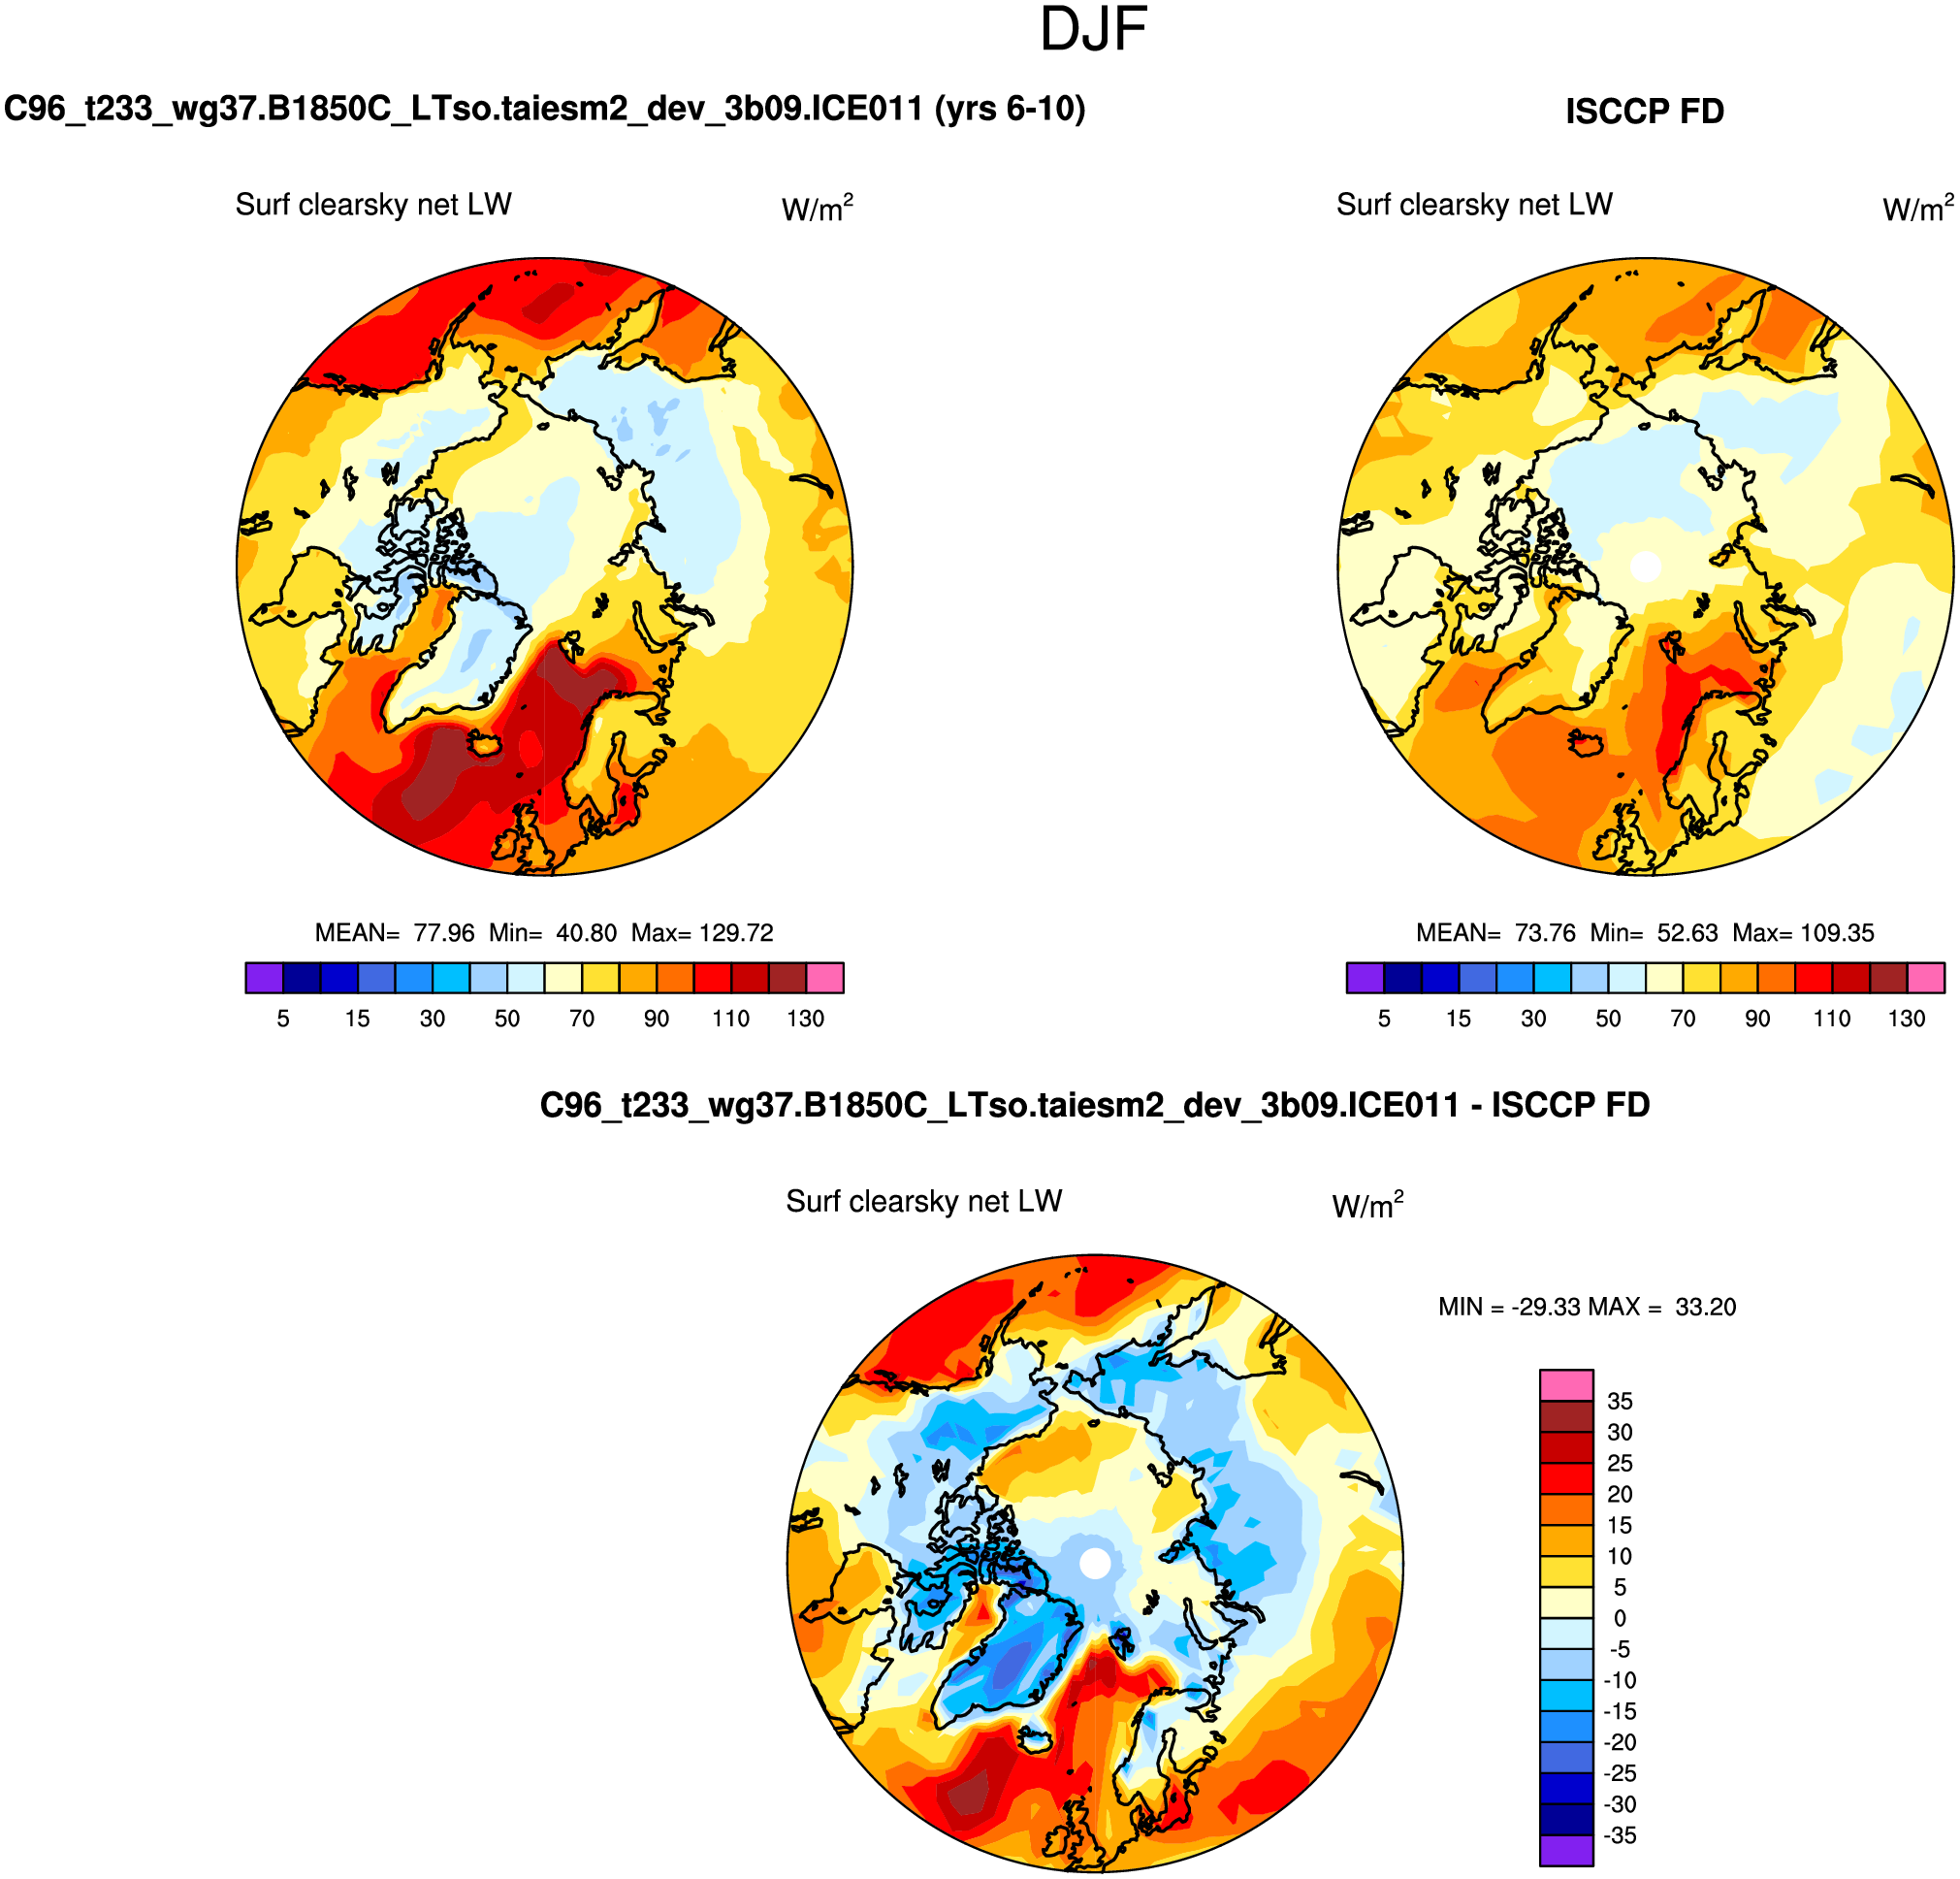 DJF
C96_t233_wg37.B1850C_LTso.taiesm2_dev_3b09.ICE011 (yrs 6-10)
ISCCP FD
Surf clearsky net LW W/m²
Surf clearsky net LW W/m²
MEAN= 77.96 Min= 40.80 Max= 129.72
MEAN= 73.76 Min= 52.63 Max= 109.35
5 15 30 50 70 90 110 130
5 15 30 50 70 90 110 130
C96_t233_wg37.B1850C_LTso.taiesm2_dev_3b09.ICE011 - ISCCP FD
Surf clearsky net LW W/m²
MIN = -29.33 MAX = 33.20
35
30
25
20
15
10
5
0
-5
-10
-15
-20
-25
-30
-35